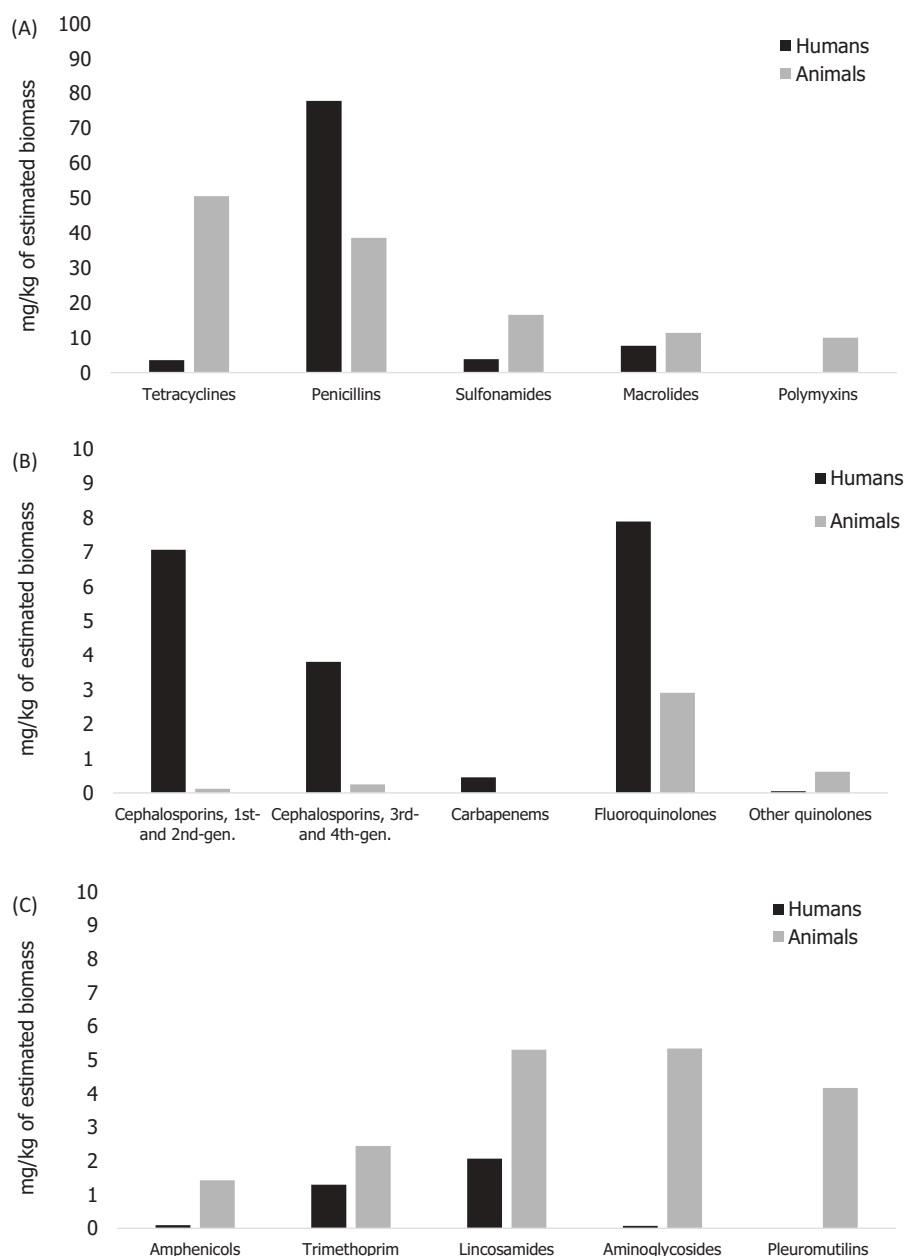 (A)
mg/kg of estimated biomass
100
90
80
70
60
50
40
30
20
10
0
Humans
Animals
Tetracyclines Penicillins Sulfonamides Macrolides Polymyxins
(B)
mg/kg of estimated biomass
10
9
8
7
6
5
4
3
2
1
0
Humans
Animals
Cephalosporins, 1st- Cephalosporins, 3rd- Carbapenems Fluoroquinolones Other quinolones
and 2nd-gen. and 4th-gen.
(C)
mg/kg of estimated biomass
10
9
8
7
6
5
4
3
2
1
0
Humans
Animals
Amphenicols Trimethoprim Lincosamides Aminoglycosides Pleuromutilins